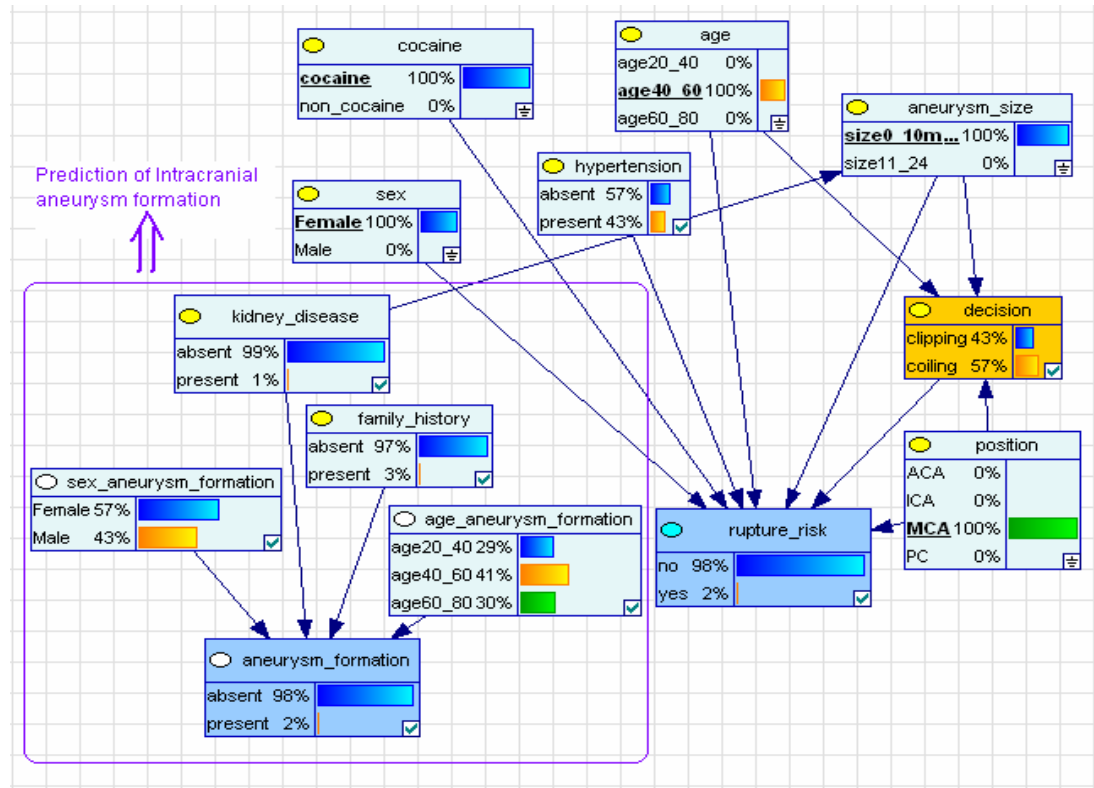 cocaine
cocaine 100%
non_cocaine 0%
age
age20_40 0%
age40_60 100%
age60_80 0%
aneurysm_size
size0_10m... 100%
size11_24 0%
hypertension
absent 57%
present 43%
Prediction of Intracranial
aneurysm formation
sex
Female 100%
Male 0%
kidney_disease
absent 99%
present 1%
decision
clipping 43%
coiling 57%
family_history
absent 97%
present 3%
position
ACA 0%
ICA 0%
MCA 100%
PC 0%
sex_aneurysm_formation
Female 57%
Male 43%
age_aneurysm_formation
age20_40 29%
age40_60 41%
age60_80 30%
rupture_risk
no 98%
yes 2%
aneurysm_formation
absent 98%
present 2%